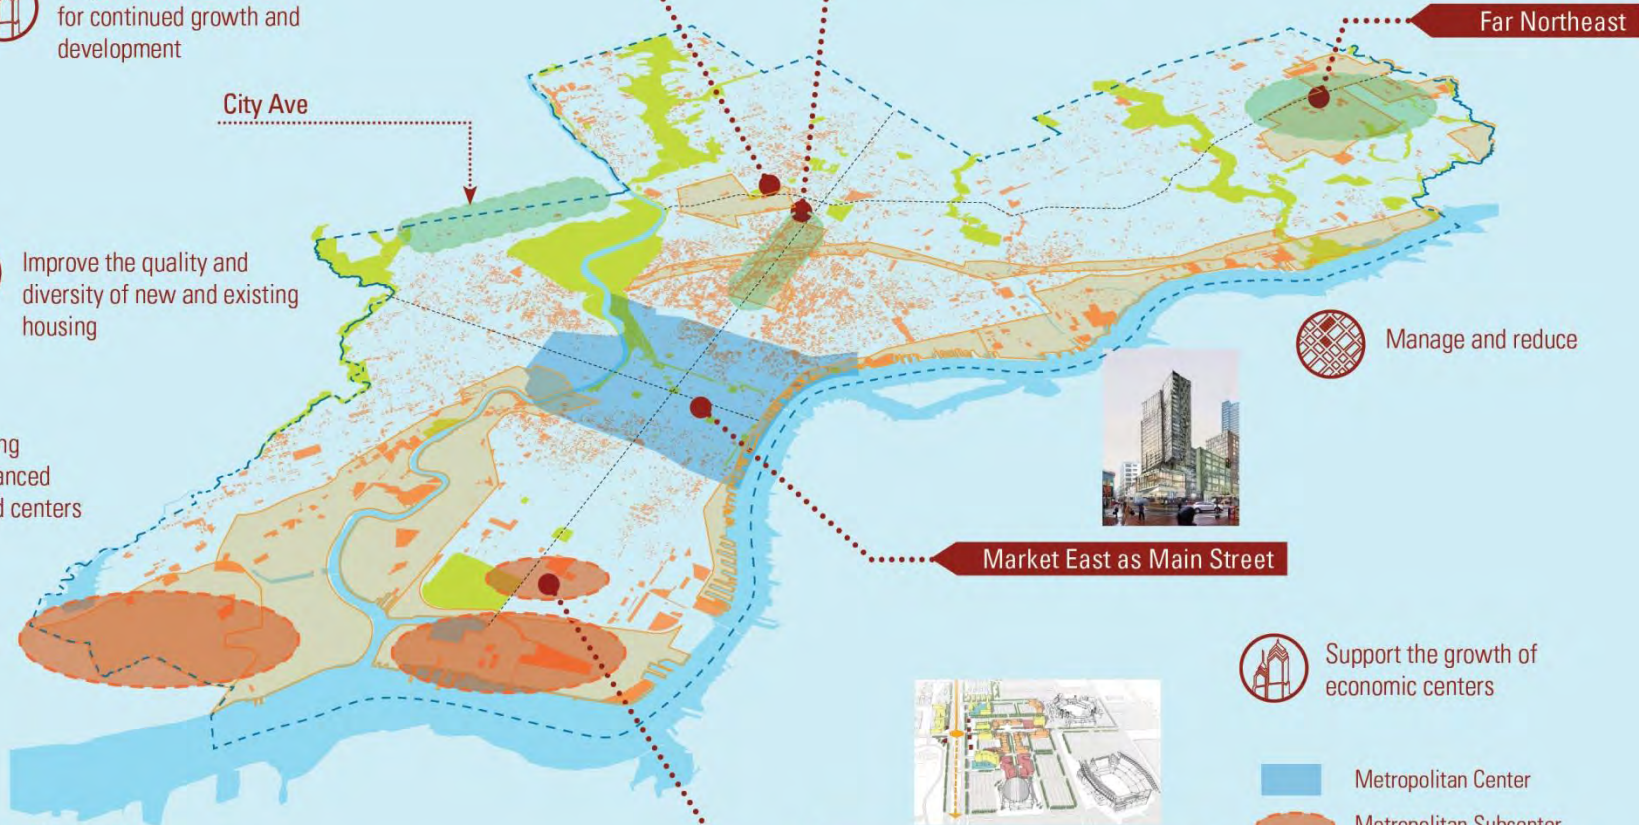 for continued growth and
development
Far Northeast
City Ave
Improve the quality and
diversity of new and existing
housing
Manage and reduce
ng
anced
d centers
Market East as Main Street
Support the growth of
economic centers
Metropolitan Center
Metropolitan Subcenter